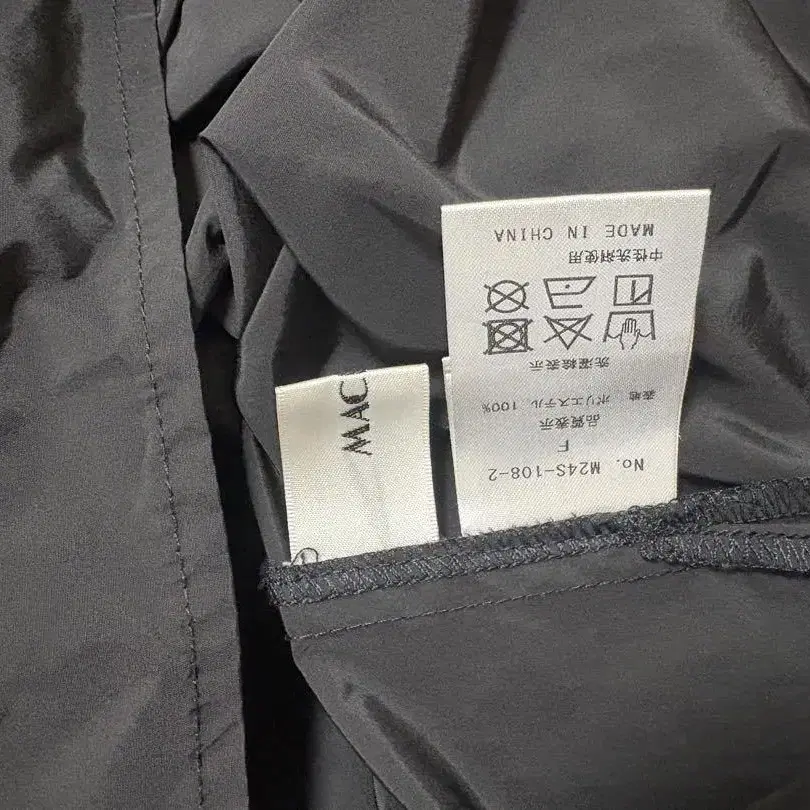 No. M24S-108-2
F
品質表示
表地 ポリエステル 100%
洗濯絵表示
中性洗剤使用
MADE IN CHINA